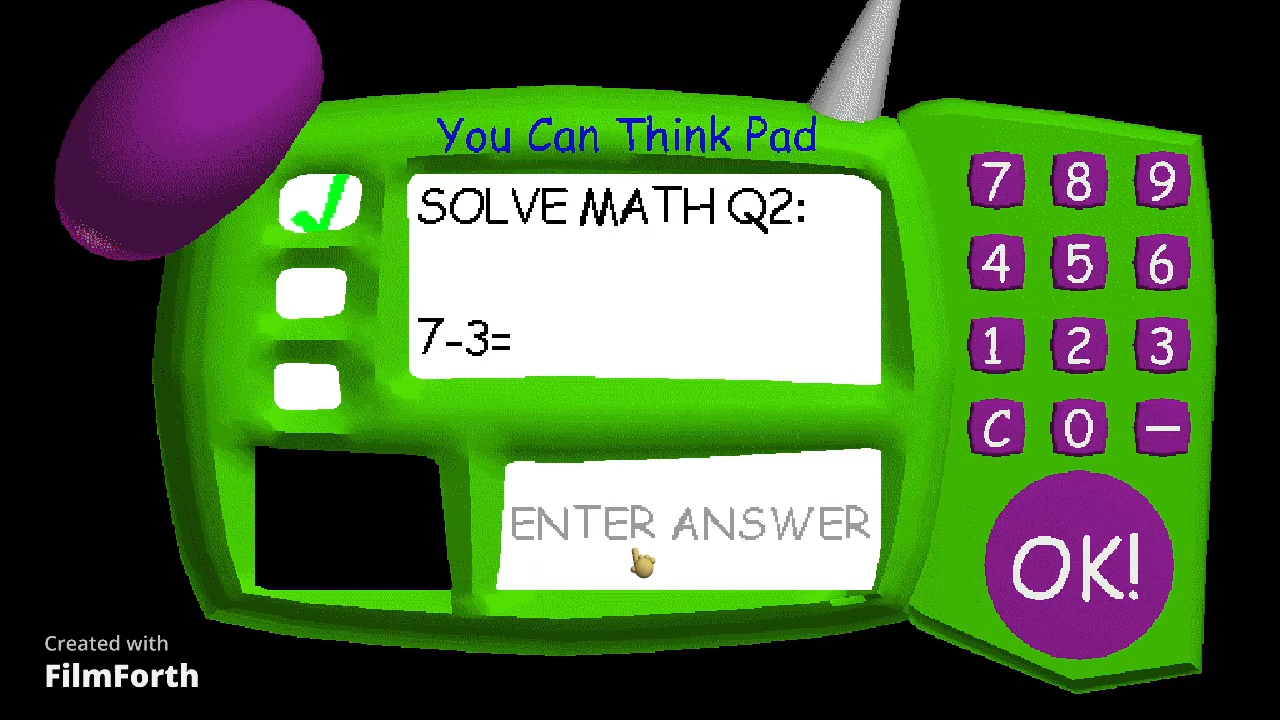 You Can Think Pad
SOLVE MATH Q2:
7-3=
ENTER ANSWER
7 8 9
4 5 6
1 2 3
C 0 –
OK!
Created with
FilmForth